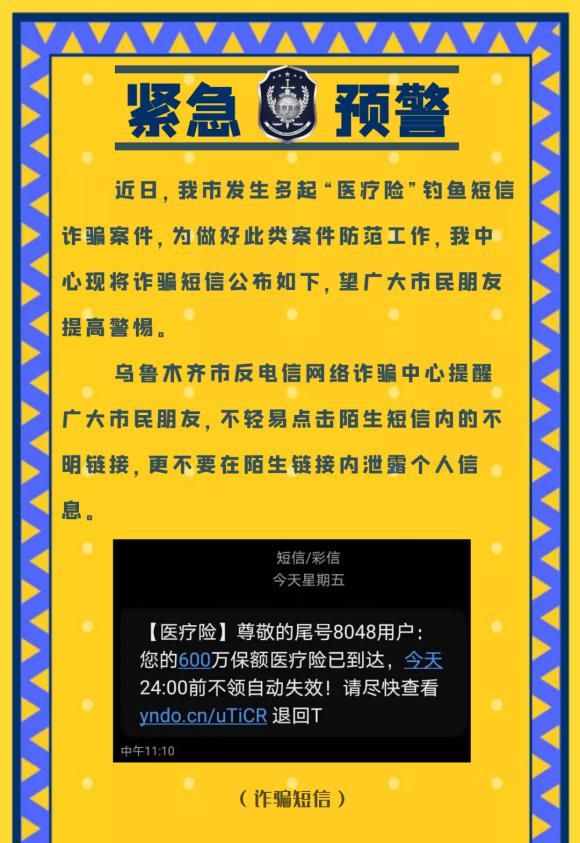 紧急 预警
近日，我市发生多起“医疗险”钓鱼短信
诈骗案件，为做好此类案件防范工作，我中
心现将诈骗短信公布如下，望广大市民朋友
提高警惕。
乌鲁木齐市反电信网络诈骗中心提醒
广大市民朋友，不轻易点击陌生短信内的不
明链接，更不要在陌生链接内泄露个人信
息。
短信/彩信
今天星期五
【医疗险】尊敬的尾号8048用户：
您的600万保额医疗险已到达，今天
24:00前不领自动失效！请尽快查看
yndo.cn/uTiCR 退回T
中午11:10
（诈骗短信）